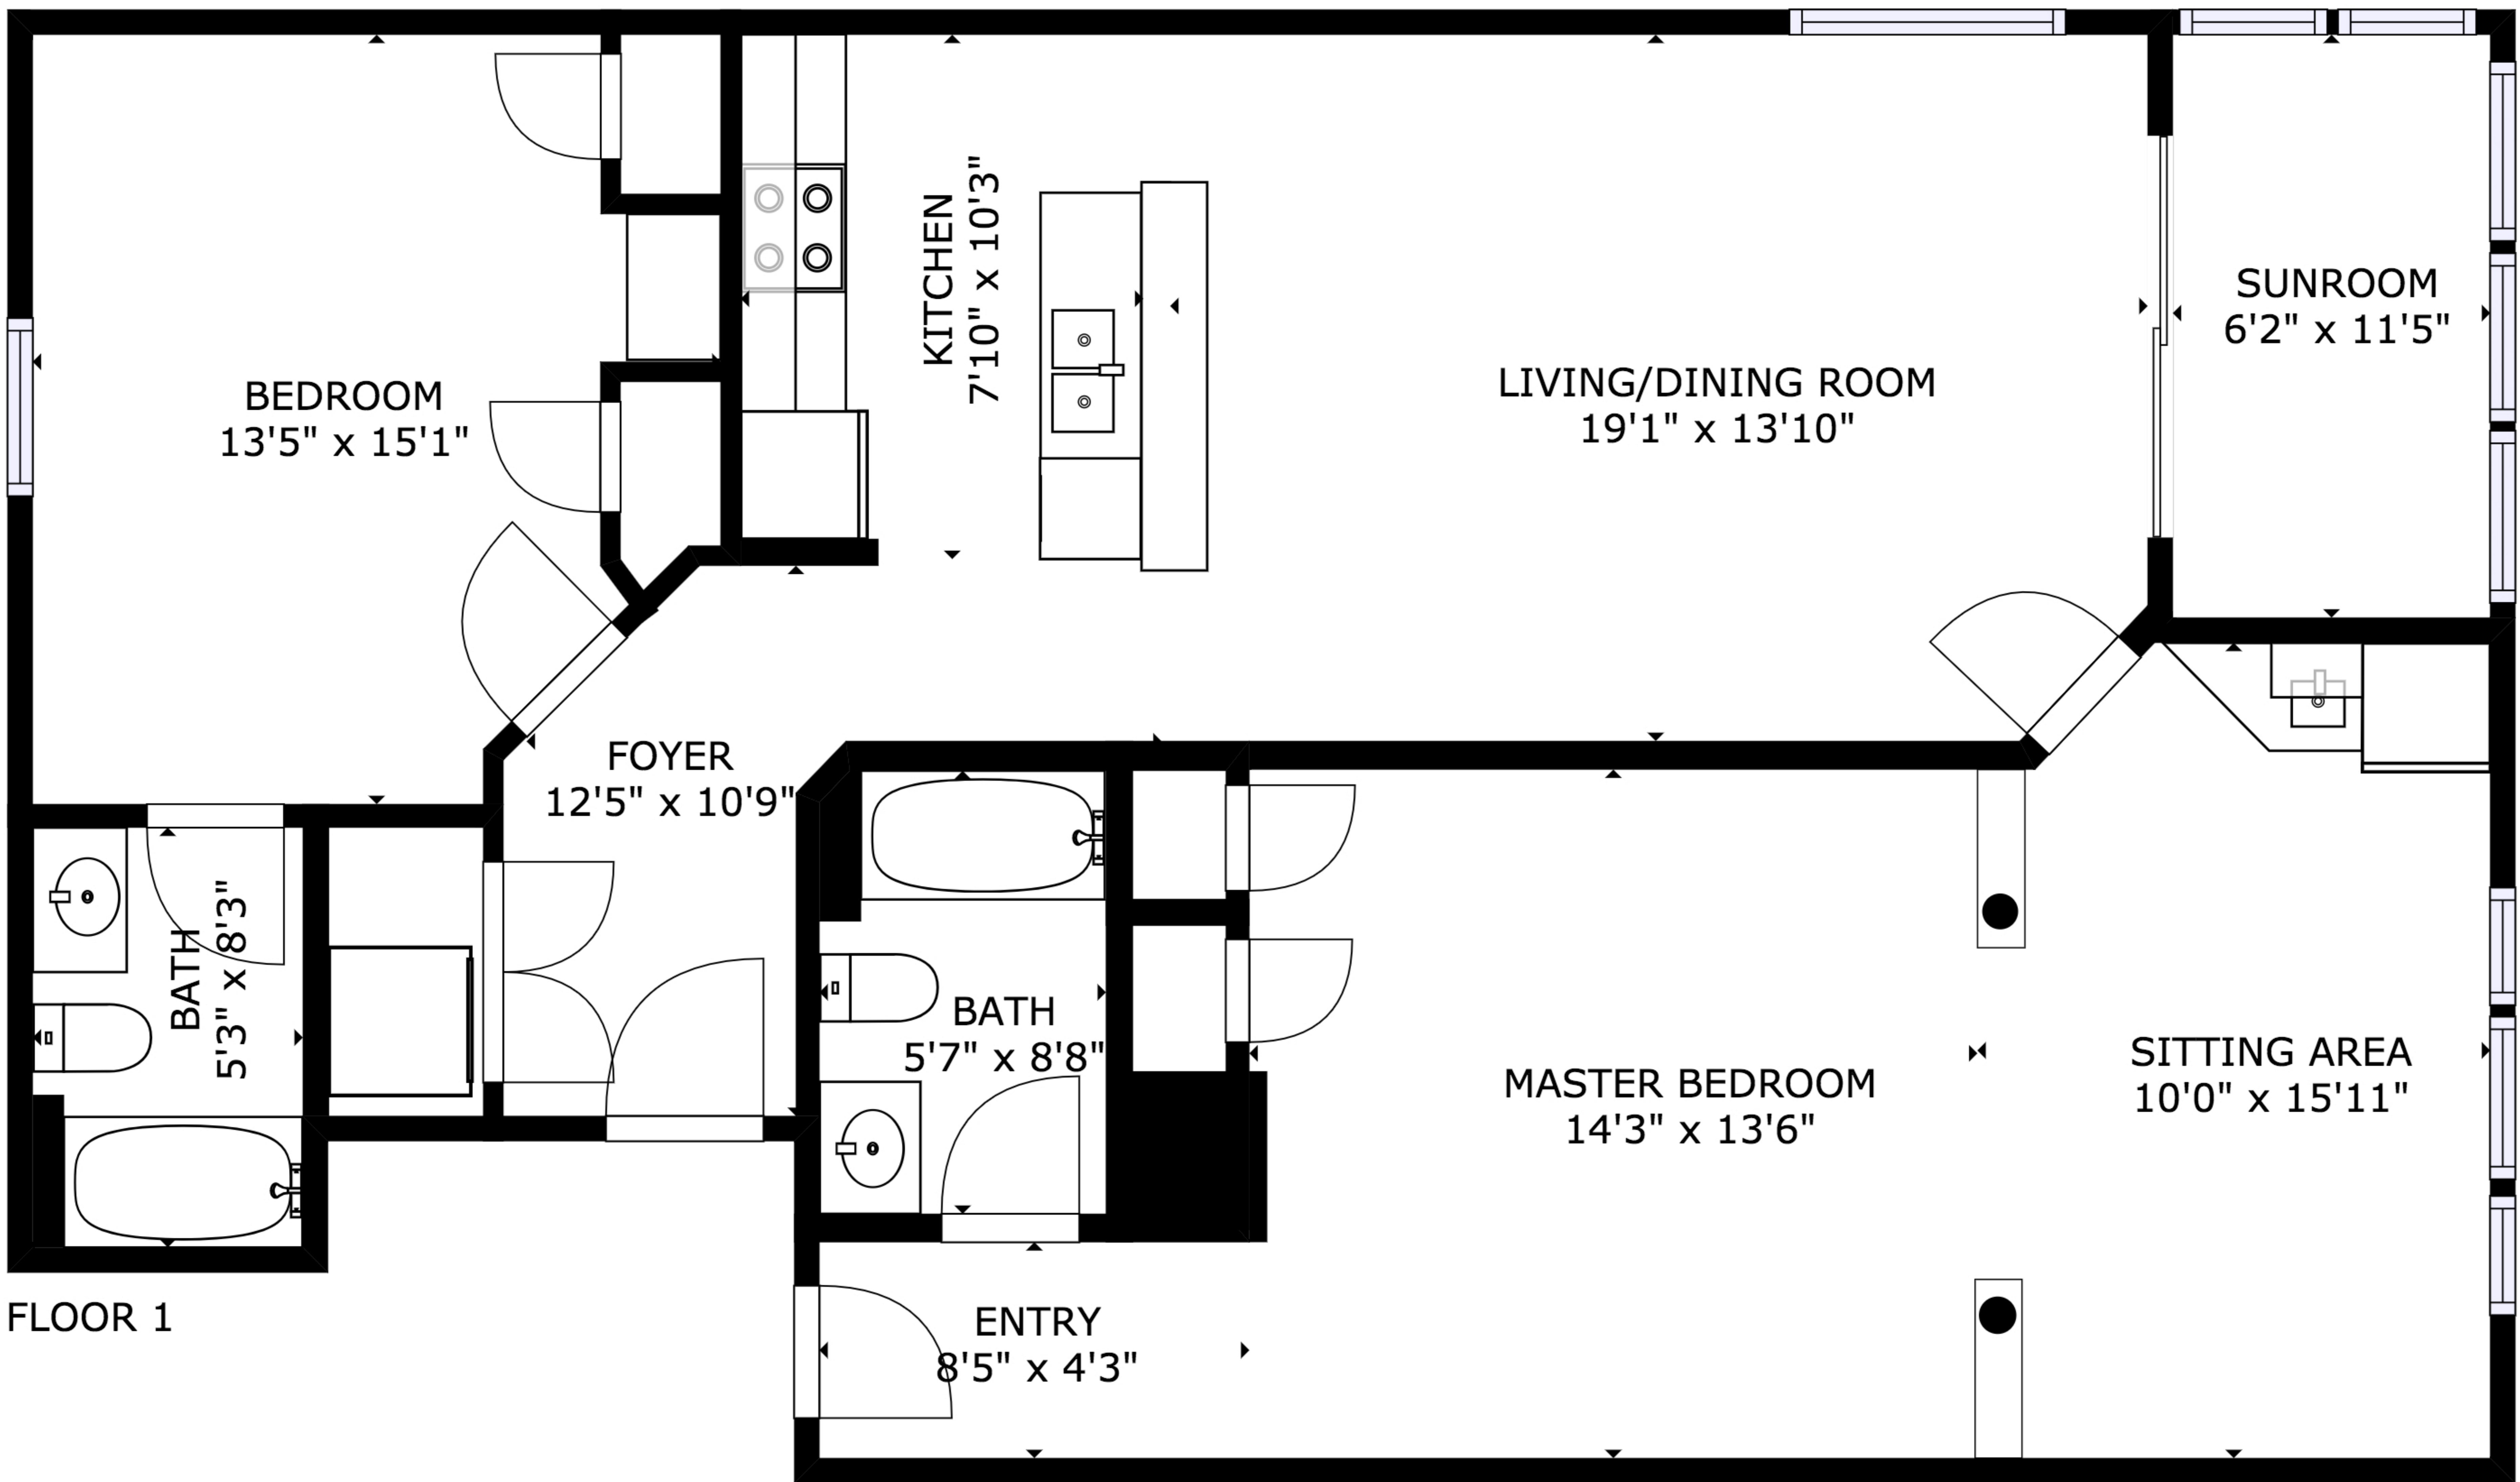 KITCHEN
7'10" x 10'3"
SUNROOM
6'2" x 11'5"
BEDROOM
13'5" x 15'1"
LIVING/DINING ROOM
19'1" x 13'10"
FOYER
12'5" x 10'9"
BATH
5'3" x 8'3"
BATH
5'7" x 8'8"
MASTER BEDROOM
14'3" x 13'6"
SITTING AREA
10'0" x 15'11"
FLOOR 1
ENTRY
8'5" x 4'3"